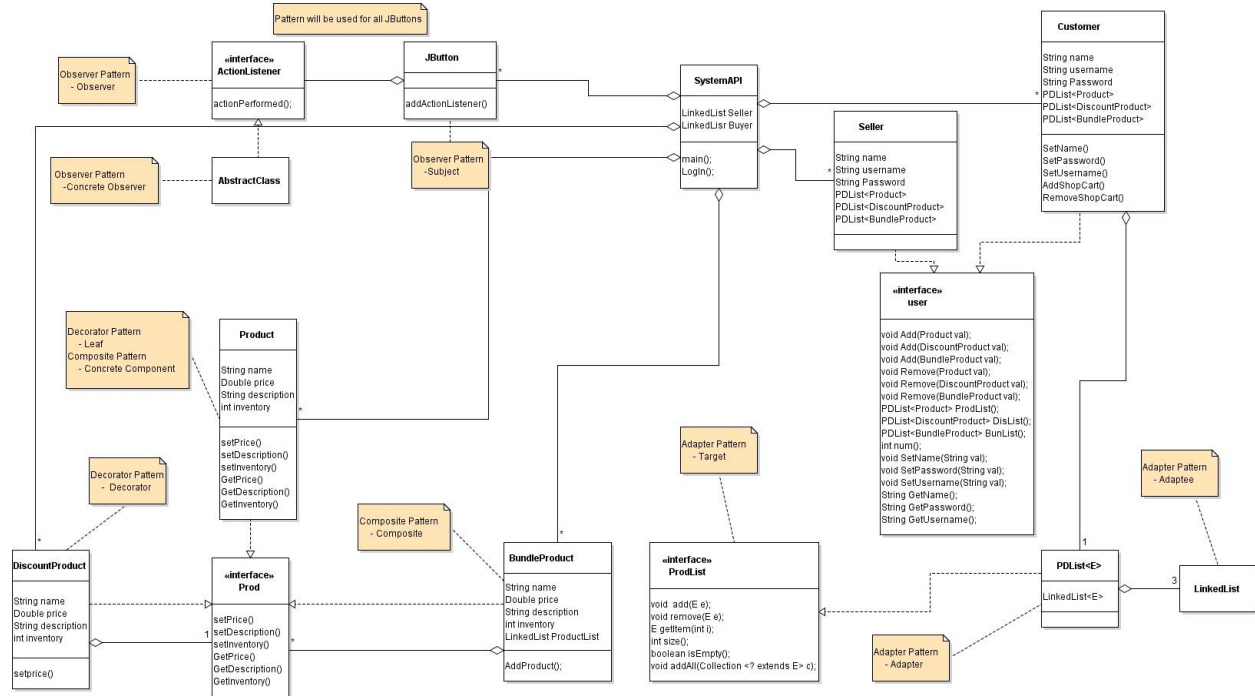 Pattern will be used for all JButtons
«interface»
ActionListener
actionPerformed();
JButton
addActionListener()
*
Observer Pattern
- Observer
SystemAPI
LinkedList Seller
LinkedLisr Buyer
main();
LogIn();
Customer
String name
String username
String Password
PDList<Product>
PDList<DiscountProduct>
PDList<BundleProduct>
SetName()
SetPassword()
SetUsername()
AddShopCart()
RemoveShopCart()
*
Seller
String name
String username
String Password
PDList<Product>
PDList<DiscountProduct>
PDList<BundleProduct>
*
Observer Pattern
-Subject
Observer Pattern
-Concrete Observer
AbstractClass
«interface»
user
void Add(Product val);
void Add(DiscountProduct val);
void Add(BundleProduct val);
void Remove(Product val);
void Remove(DiscountProduct val);
void Remove(BundleProduct val);
PDList<Product> ProdList();
PDList<DiscountProduct> DisList();
PDList<BundleProduct> BunList();
int num();
void SetName(String val);
void SetPassword(String val);
void SetUsername(String val);
String GetName();
String GetPassword();
String GetUsername();
Decorator Pattern
- Leaf
Composite Pattern
- Concrete Component
Product
String name
Double price
String description
int inventory
setPrice()
setDescription()
setInventory()
GetPrice()
GetDescription()
GetInventory()
*
Adapter Pattern
- Target
Adapter Pattern
- Adaptee
Decorator Pattern
- Decorator
Composite Pattern
- Composite
*
DiscountProduct
String name
Double price
String description
int inventory
setprice()
1
«interface»
Prod
setPrice()
setDescription()
setInventory()
GetPrice()
GetDescription()
GetInventory()
*
*
BundleProduct
String name
Double price
String description
int inventory
LinkedList ProductList
AddProduct();
«interface»
ProdList
void add(E e);
void remove(E e);
E getItem(int i);
int size();
boolean isEmpty();
void addAll(Collection <? extends E> c);
1
PDList<E>
LinkedList<E>
3
LinkedList
Adapter Pattern
- Adapter